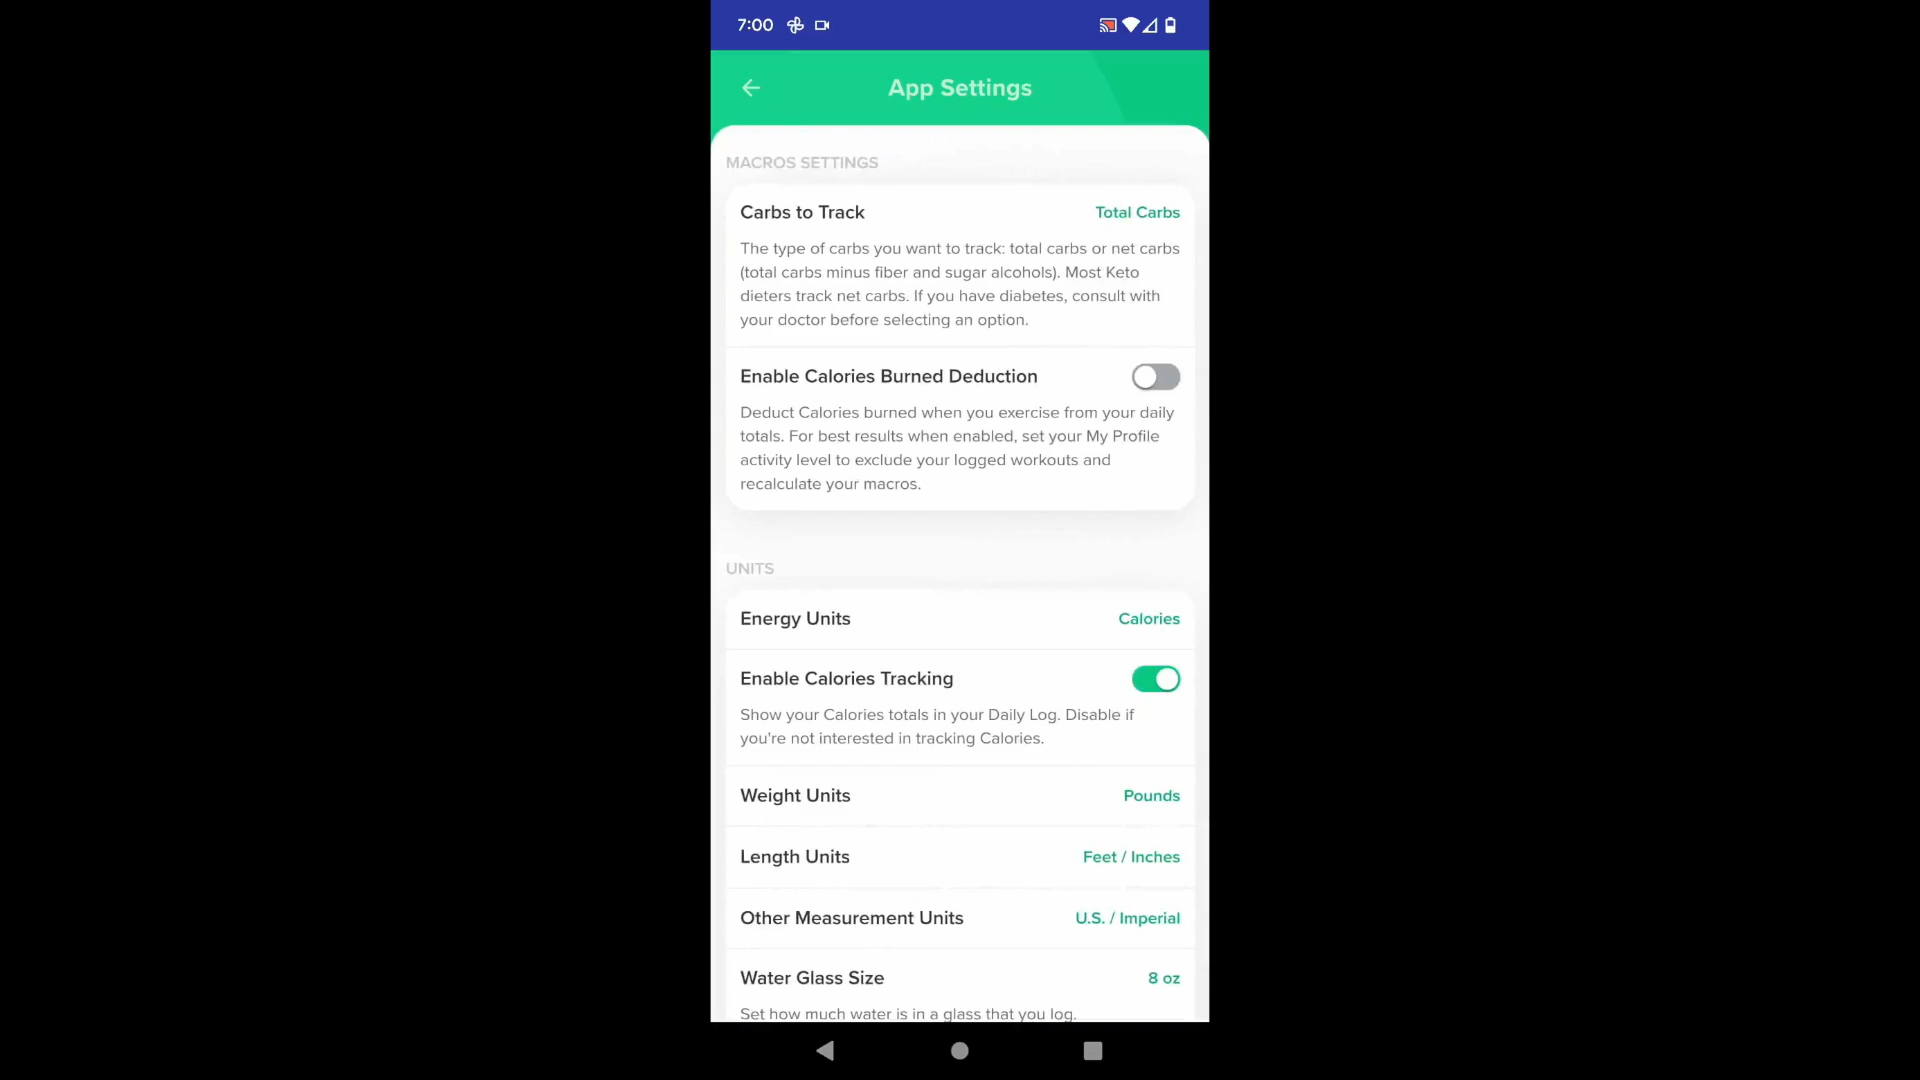 7:00
App Settings
MACROS SETTINGS
Carbs to Track
Total Carbs
The type of carbs you want to track: total carbs or net carbs
(total carbs minus fiber and sugar alcohols). Most Keto
dieters track net carbs. If you have diabetes, consult with
your doctor before selecting an option.
Enable Calories Burned Deduction
Deduct Calories burned when you exercise from your daily
totals. For best results when enabled, set your My Profile
activity level to exclude your logged workouts and
recalculate your macros.
UNITS
Energy Units
Calories
Enable Calories Tracking
Show your Calories totals in your Daily Log. Disable if
you're not interested in tracking Calories.
Weight Units
Pounds
Length Units
Feet / Inches
Other Measurement Units
U.S. / Imperial
Water Glass Size
8 oz
Set how much water is in a glass that you log.